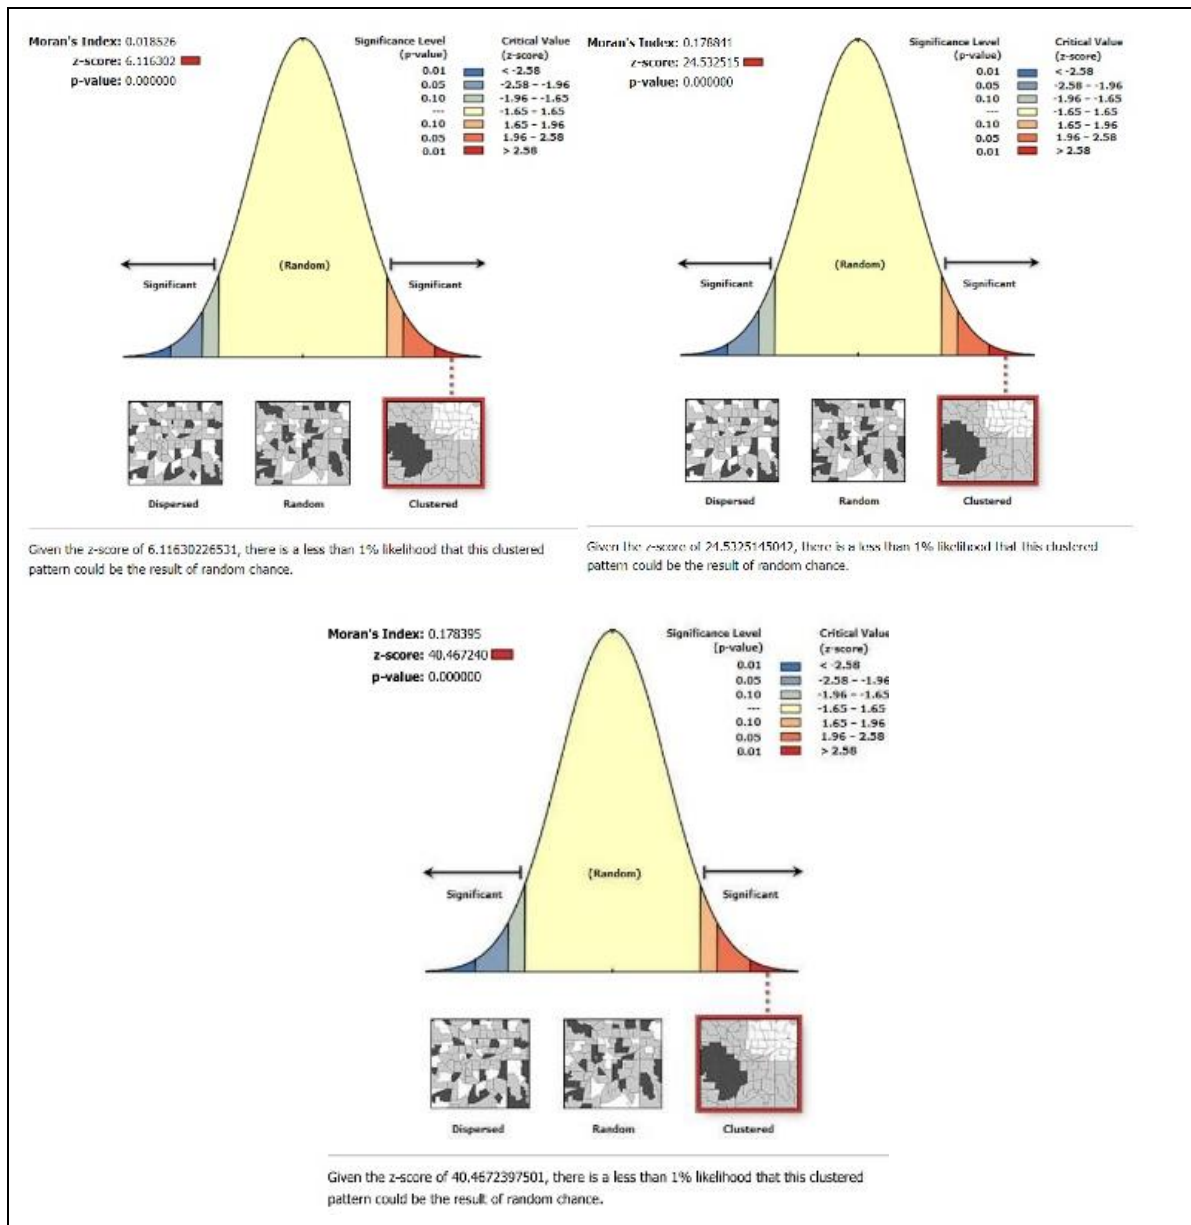 Moran's Index: 0.018526
z-score: 6.116302
p-value: 0.000000
Significance Level
(p-value)
Critical Value
(z-score)
0.01 < -2.58
0.05 -2.58 – -1.96
0.10 -1.96 – -1.65
--- -1.65 – 1.65
0.10 1.65 – 1.96
0.05 1.96 – 2.58
0.01 > 2.58
(Random)
Significant
Significant
Dispersed
Random
Clustered
Given the z-score of 6.11630226531, there is a less than 1% likelihood that this clustered
pattern could be the result of random chance.
Moran's Index: 0.178841
z-score: 24.532515
p-value: 0.000000
Significance Level
(p-value)
Critical Value
(z-score)
0.01 < -2.58
0.05 -2.58 – -1.96
0.10 -1.96 – -1.65
--- -1.65 – 1.65
0.10 1.65 – 1.96
0.05 1.96 – 2.58
0.01 > 2.58
(Random)
Significant
Significant
Dispersed
Random
Clustered
Given the z-score of 24.5325145042, there is a less than 1% likelihood that this clustered
pattern could be the result of random chance.
Moran's Index: 0.178395
z-score: 40.467240
p-value: 0.000000
Significance Level
(p-value)
Critical Value
(z-score)
0.01 < -2.58
0.05 -2.58 – -1.96
0.10 -1.96 – -1.65
--- -1.65 – 1.65
0.10 1.65 – 1.96
0.05 1.96 – 2.58
0.01 > 2.58
(Random)
Significant
Significant
Dispersed
Random
Clustered
Given the z-score of 40.4672397501, there is a less than 1% likelihood that this clustered
pattern could be the result of random chance.